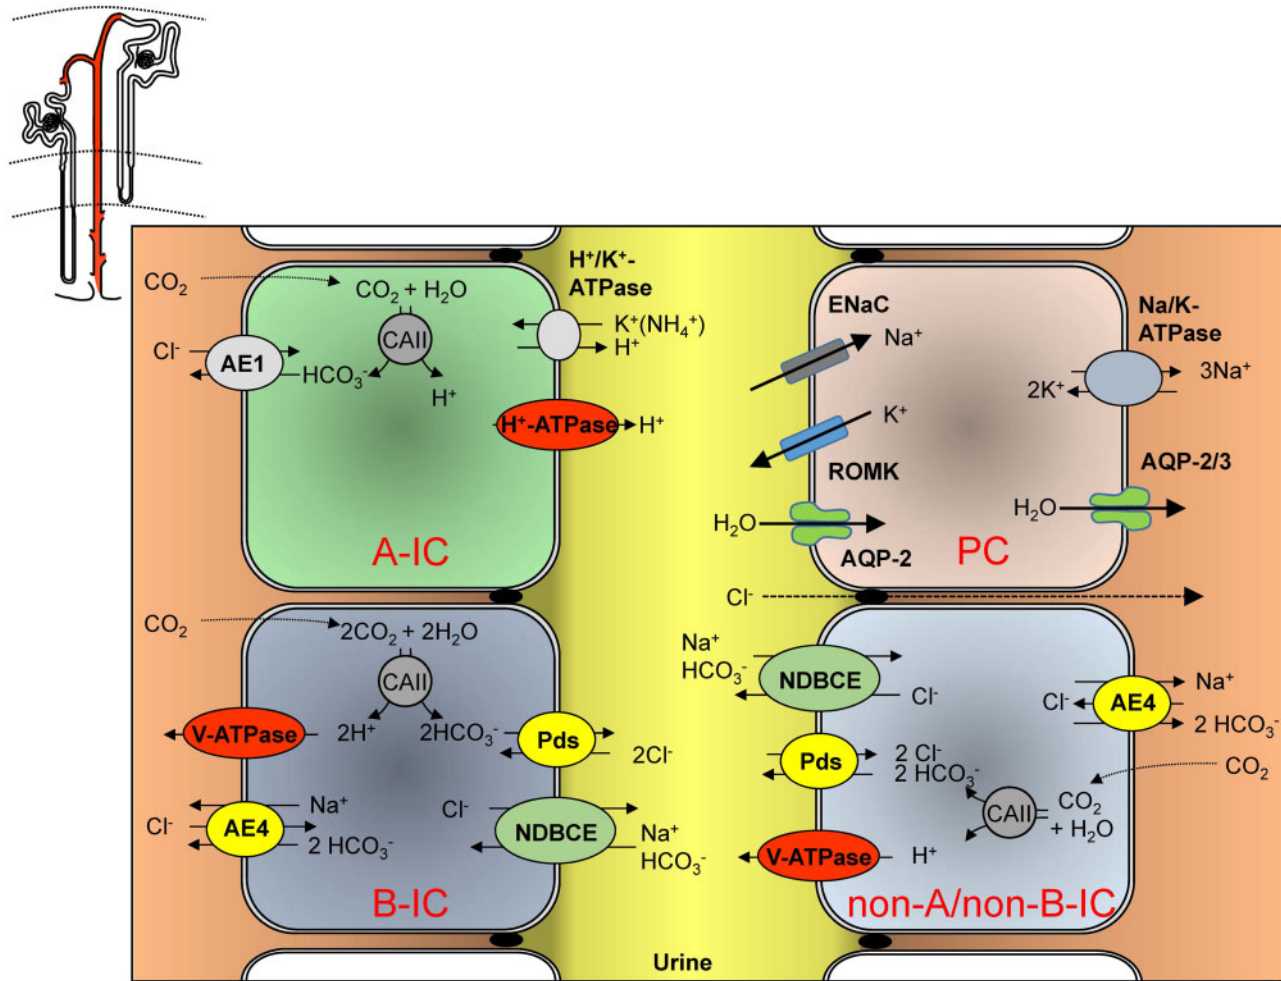 H⁺/K⁺-
ATPase
CO₂
CO₂ + H₂O
K⁺(NH₄⁺)
H⁺
Cl⁻
AE1
CAII
HCO₃⁻
H⁺
H⁺-ATPase
H⁺
A-IC
ENaC
Na⁺
Na/K-
ATPase
3Na⁺
2K⁺
K⁺
ROMK
AQP-2/3
H₂O
H₂O
AQP-2
PC
Cl⁻
CO₂
2CO₂ + 2H₂O
CAII
V-ATPase
2H⁺
2HCO₃⁻
Pds
2Cl⁻
Na⁺
Cl⁻
AE4
2 HCO₃⁻
Cl⁻
NDBCE
Na⁺
HCO₃⁻
B-IC
Na⁺
HCO₃⁻
NDBCE
Cl⁻
Cl⁻
AE4
Na⁺
2 HCO₃⁻
Pds
2 Cl⁻
2 HCO₃⁻
CO₂
CAII
CO₂
+ H₂O
V-ATPase
H⁺
non-A/non-B-IC
Urine